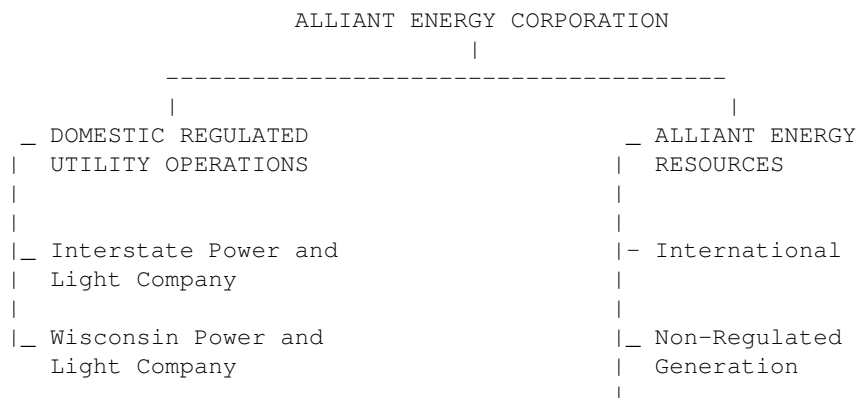 ALLIANT ENERGY CORPORATION
DOMESTIC REGULATED
UTILITY OPERATIONS
Interstate Power and
Light Company
Wisconsin Power and
Light Company
ALLIANT ENERGY
RESOURCES
International
Non-Regulated
Generation